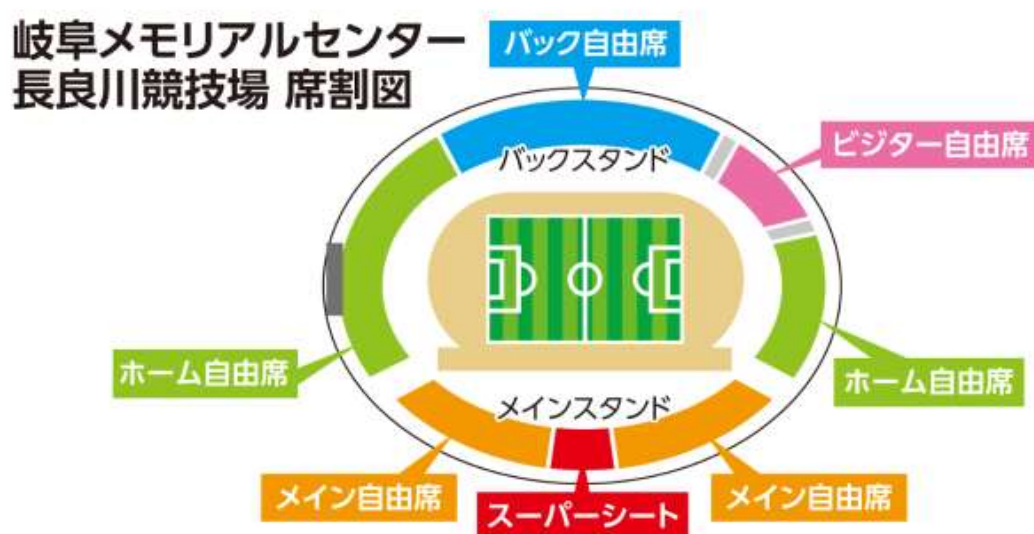 岐阜メモリアルセンター
長良川競技場 席割図
バック自由席
ビジター自由席
バックスタンド
ホーム自由席
ホーム自由席
メインスタンド
メイン自由席
スーパーシート
メイン自由席